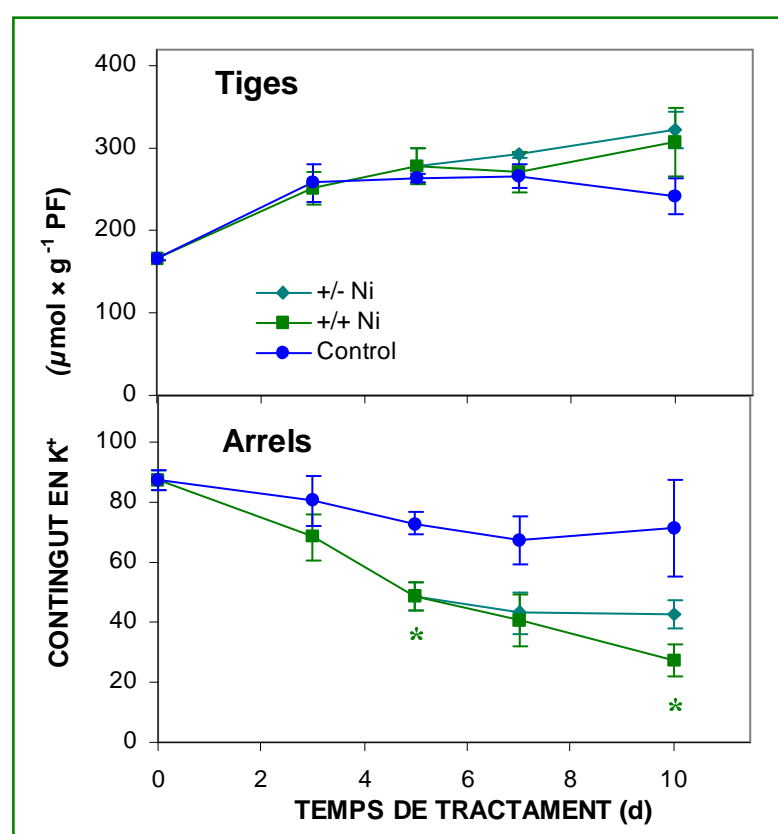 Tiges
400
300
200
100
0
+/- Ni
+/+ Ni
Control
Arrels
100
80
60
40
20
0
*
*
0 2 4 6 8 10
TEMPS DE TRACTAMENT (d)
CONTINGUT EN K⁺
(µmol × g⁻¹ PF)